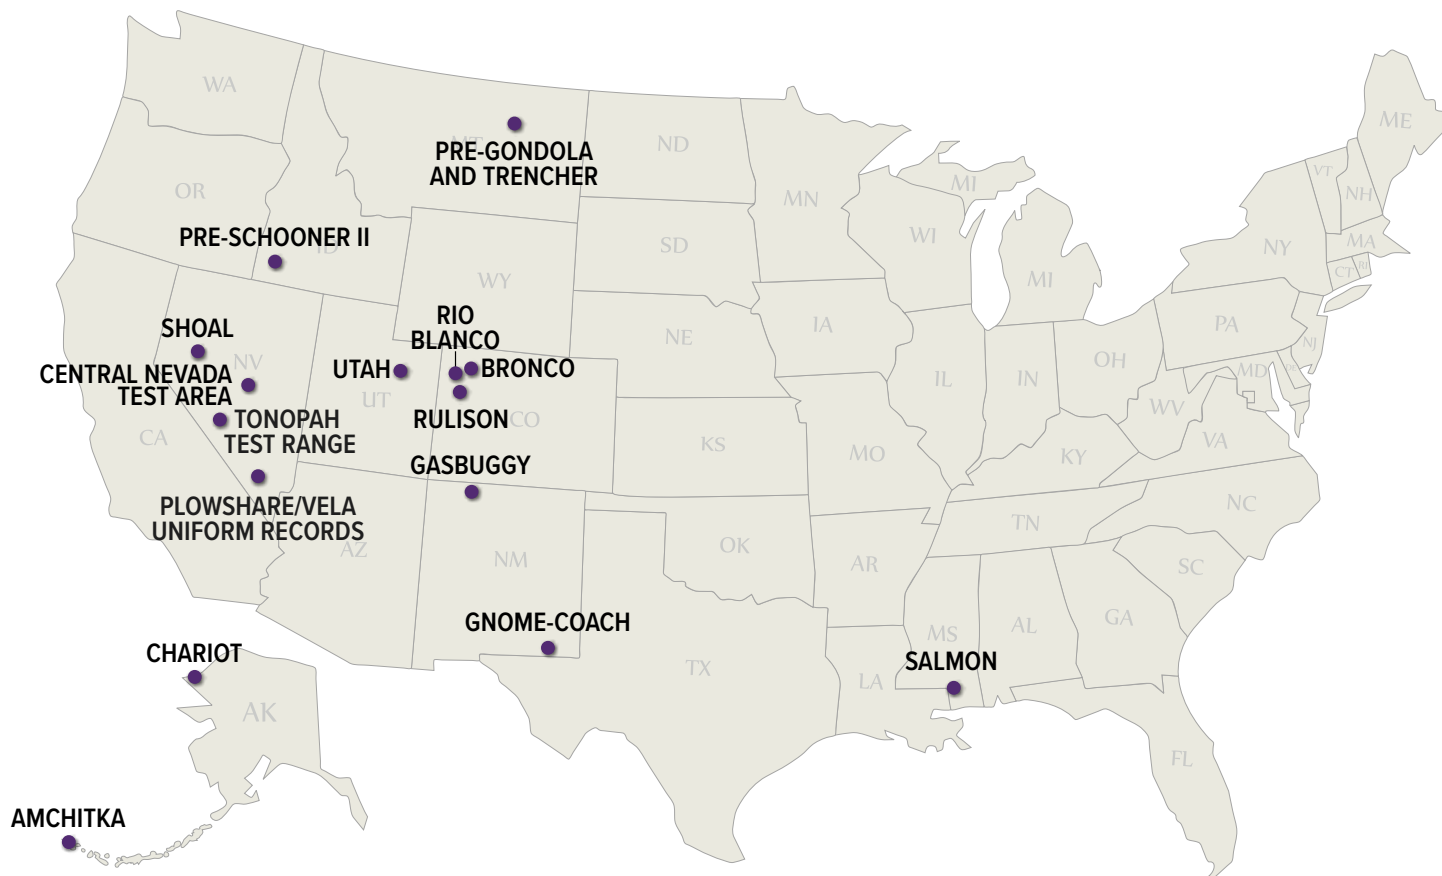 WA
ME
MT
ND
PRE-GONDOLA
AND TRENCHER
OR
MN
MI
VT
NH
PRE-SCHOONER II
ID
SD
WI
NY
MA
CT
RI
WY
MI
SHOAL
NV
RIO
BLANCO
NE
IA
PA
NJ
CENTRAL NEVADA
TEST AREA
UTAH
BRONCO
IL
IN
OH
MD
DE
UT
RULISON
CO
WV
TONOPAH
TEST RANGE
CA
KS
MO
KY
VA
GASBUGGY
PLOWSHARE/VELA
UNIFORM RECORDS
AZ
NM
OK
TN
NC
AR
SC
GNOME-COACH
MS
AL
GA
CHARIOT
TX
LA
SALMON
AK
FL
AMCHITKA